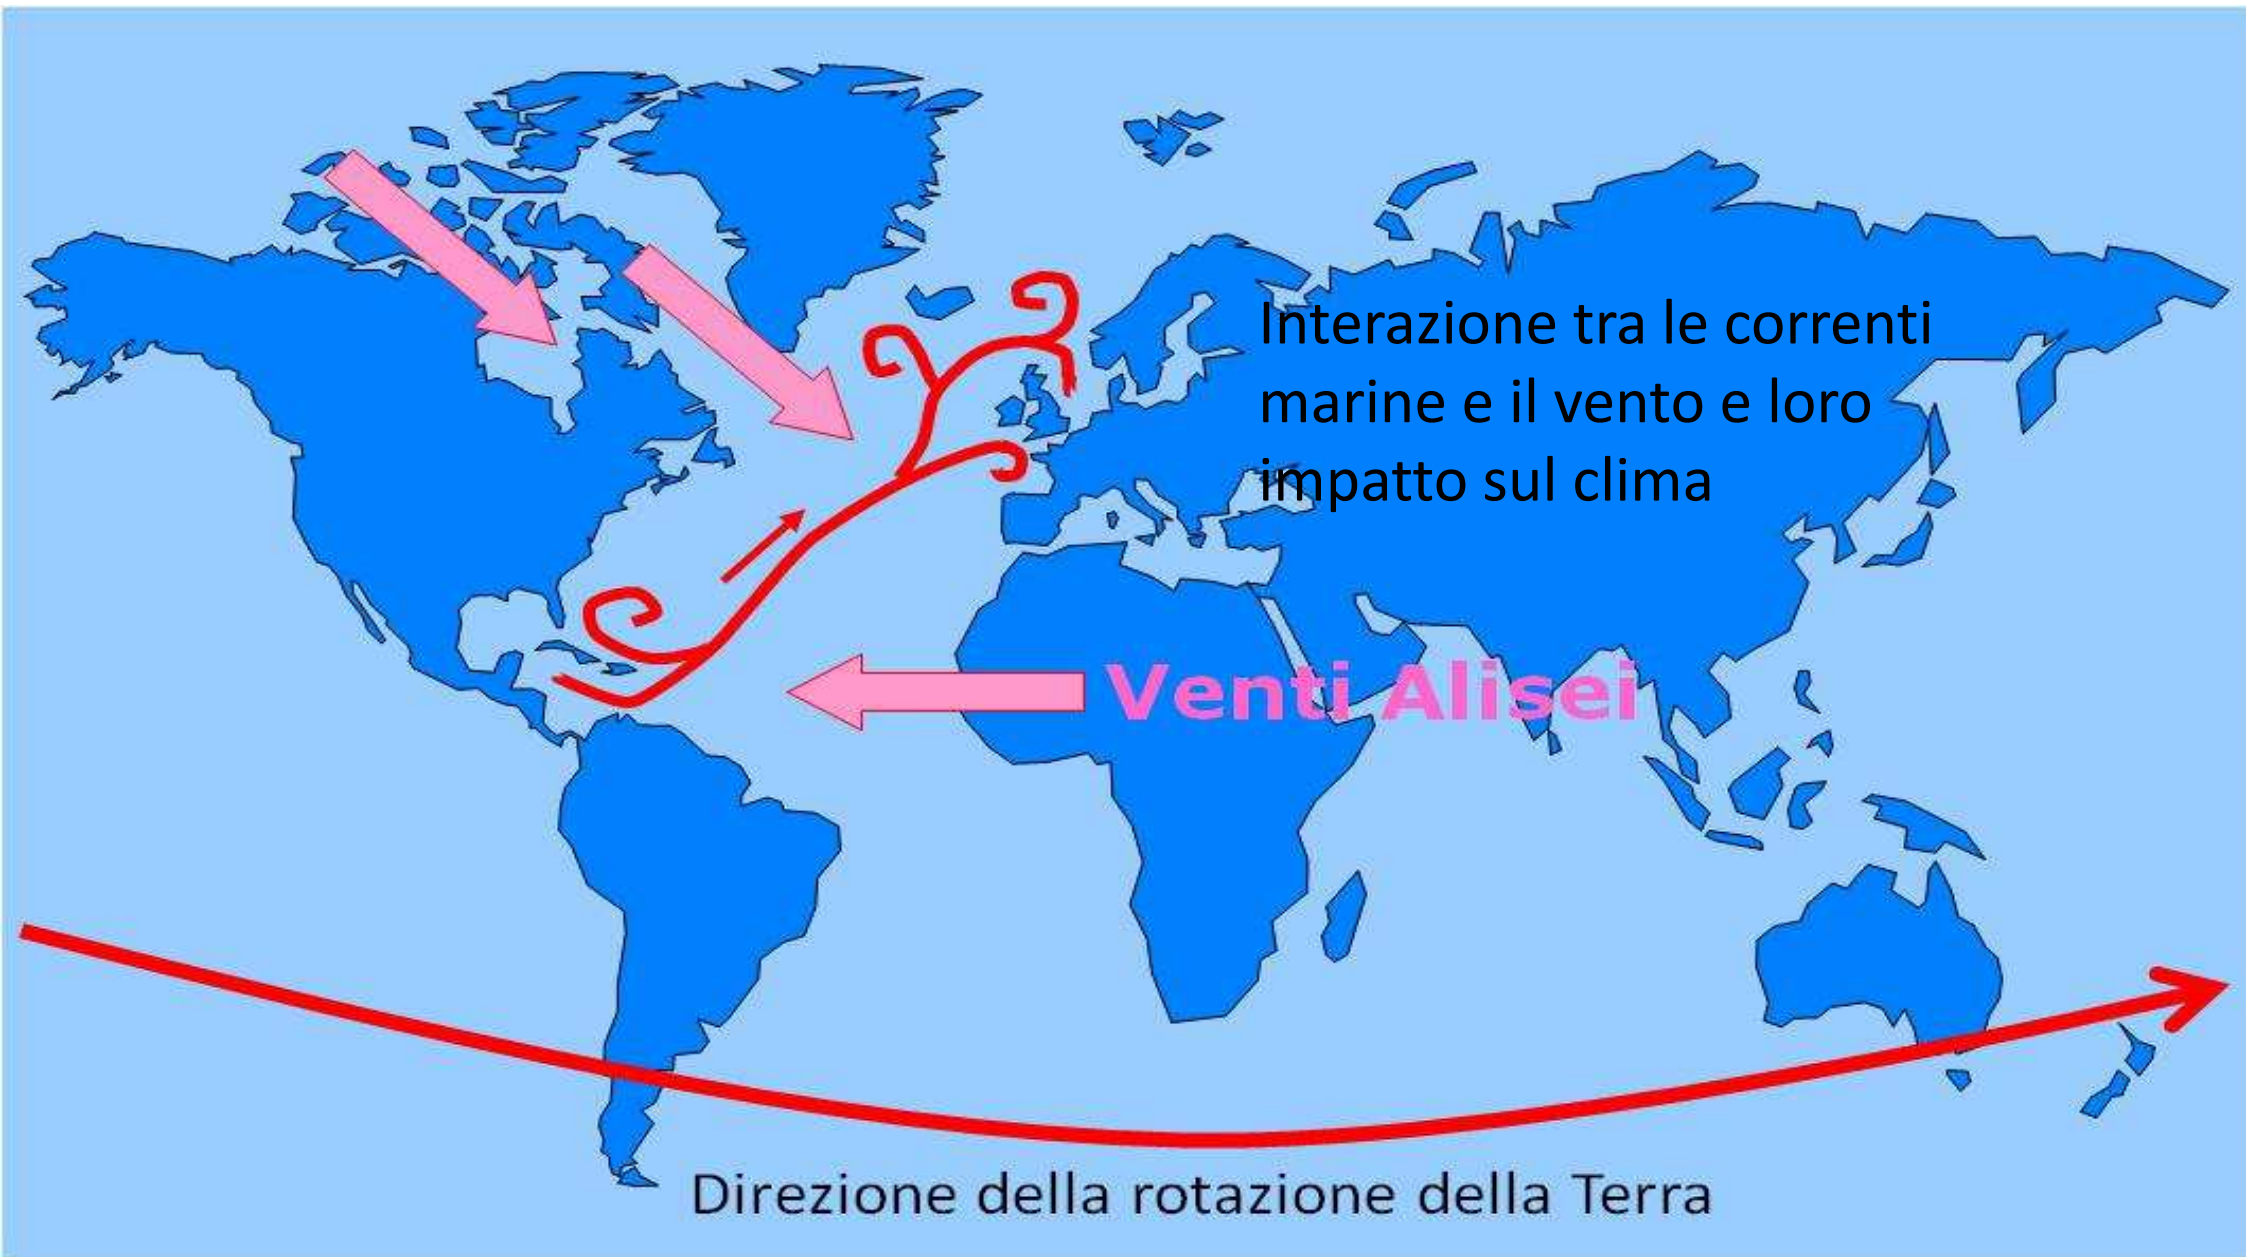 Interazione tra le correnti
marine e il vento e loro
impatto sul clima
Venti Alisei
Direzione della rotazione della Terra